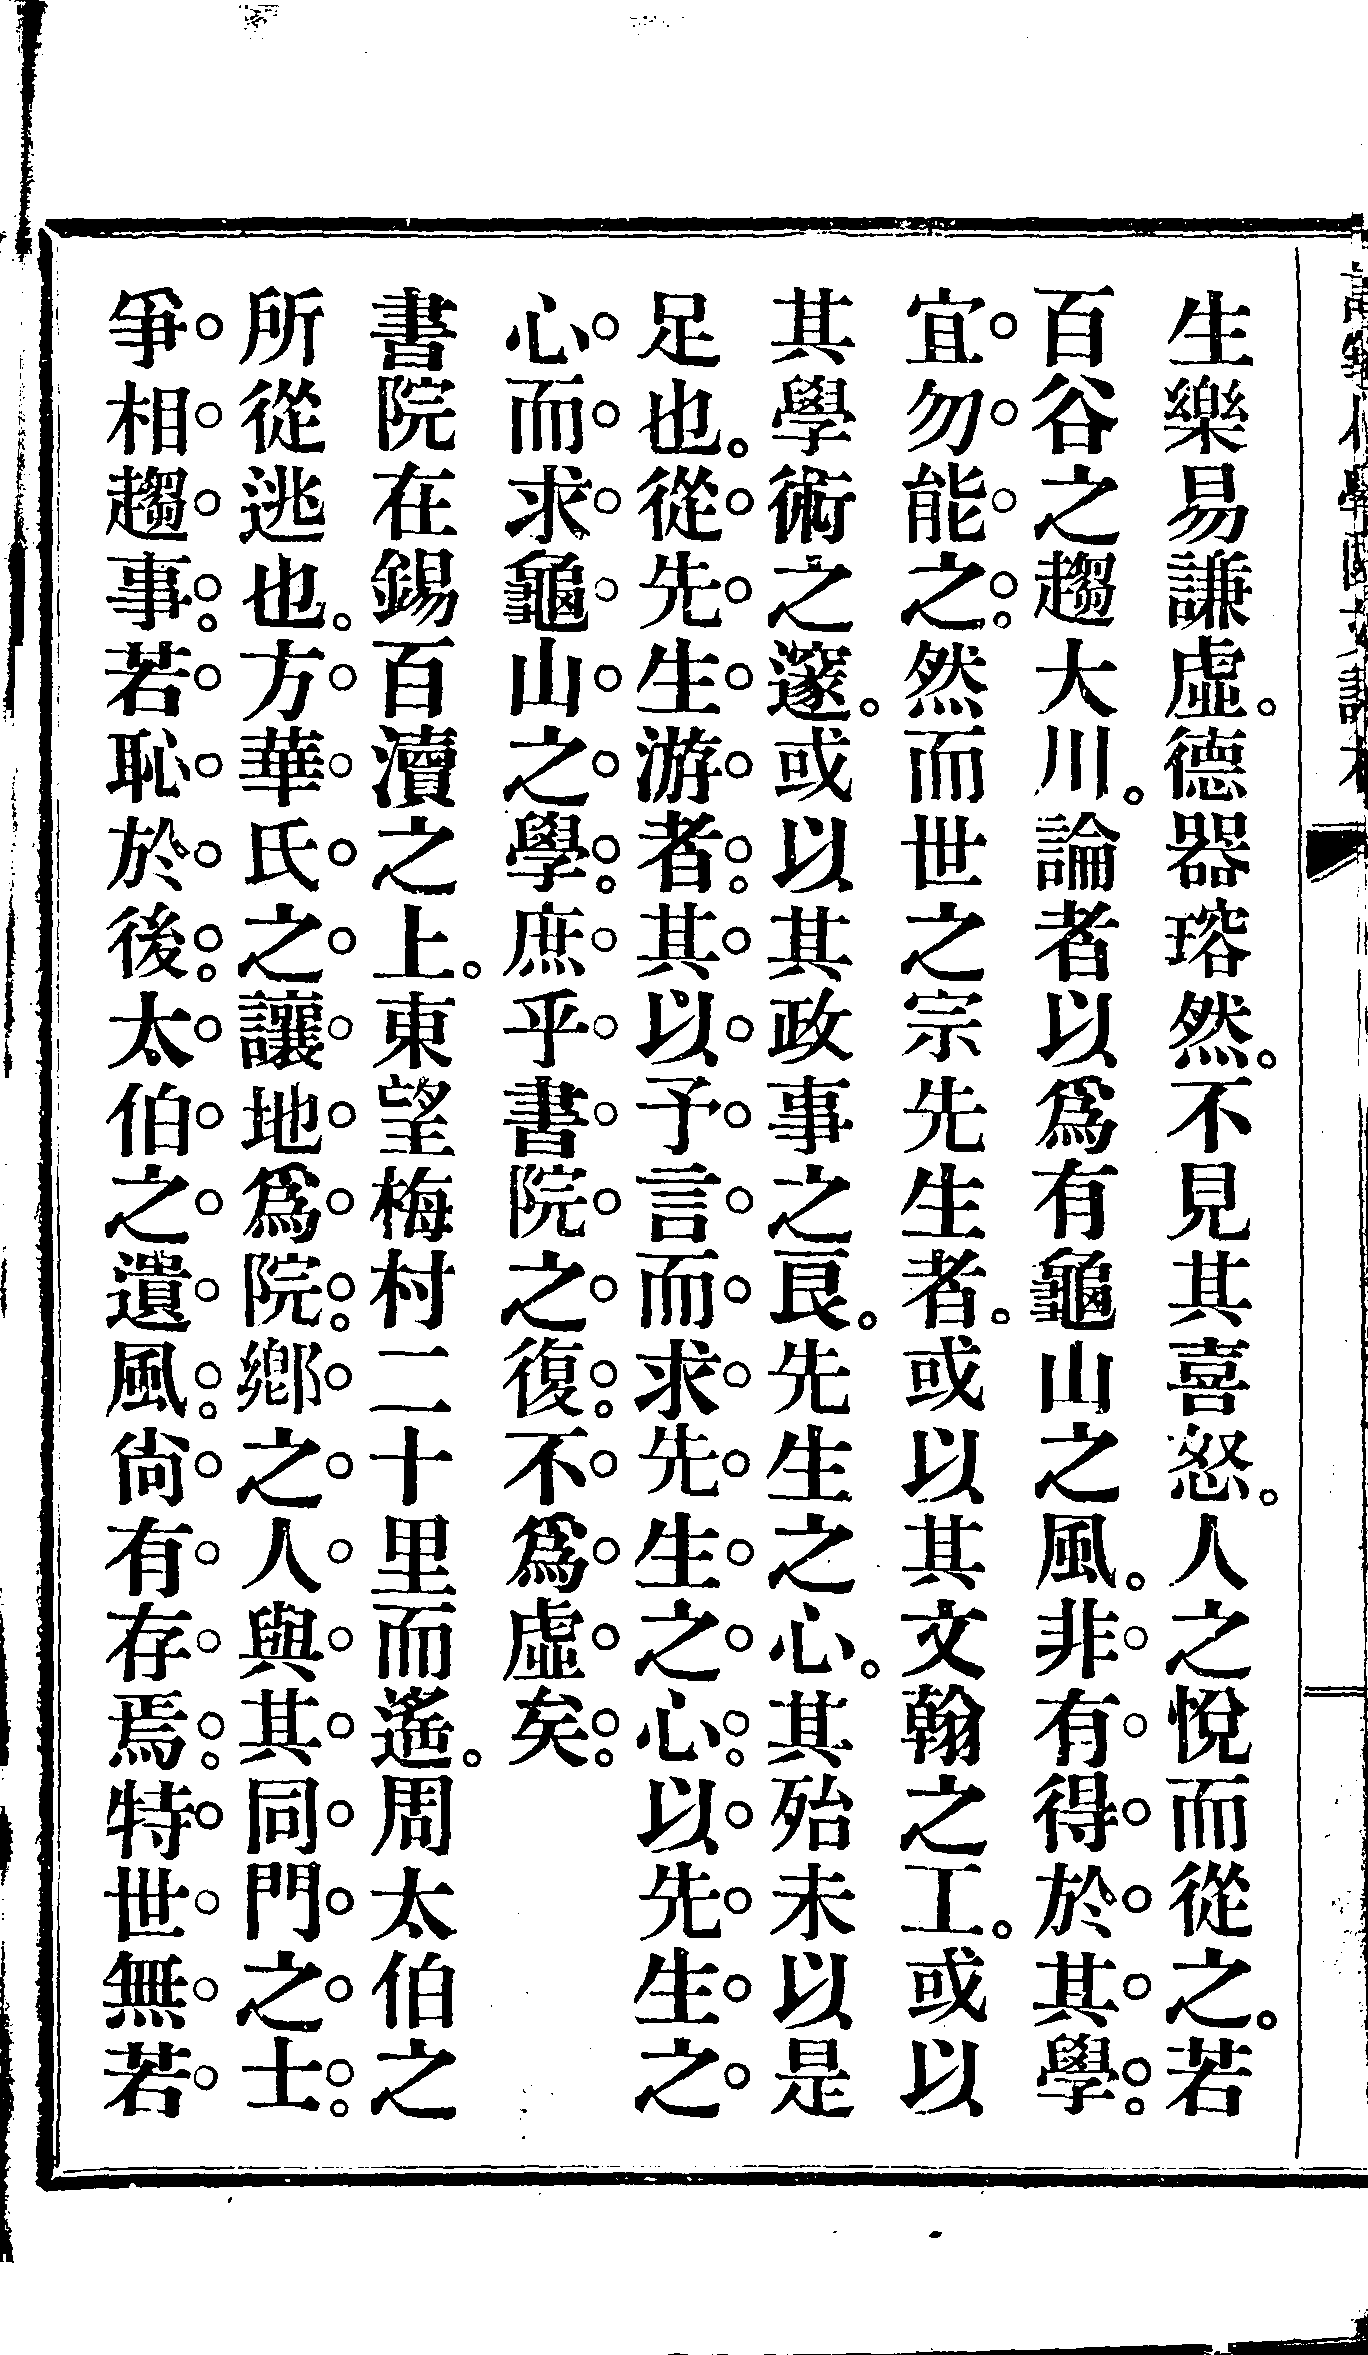 生樂易謙虛。德器瑢然。不見其喜怒。人之悅而從之。若
百谷之趨大川。論者以爲有龜山之風。非有得於其學。
宜勿能之。然而世之宗先生者。或以其文翰之工。或以
其學術之邃。或以其政事之良。先生之心。其殆未以是
足也。從先生游者。其以予言而求先生之心。以先生之
心而求龜山之學。庶乎書院之復。不爲虛矣。
書院在錫百瀆之上。東望梅村二十里而遙。周太伯之
所從逃也。方華氏之讓地爲院。鄉之人與其同門之士。
爭相趨事。若恥於後。太伯之遺風。尙有存焉。特世無若